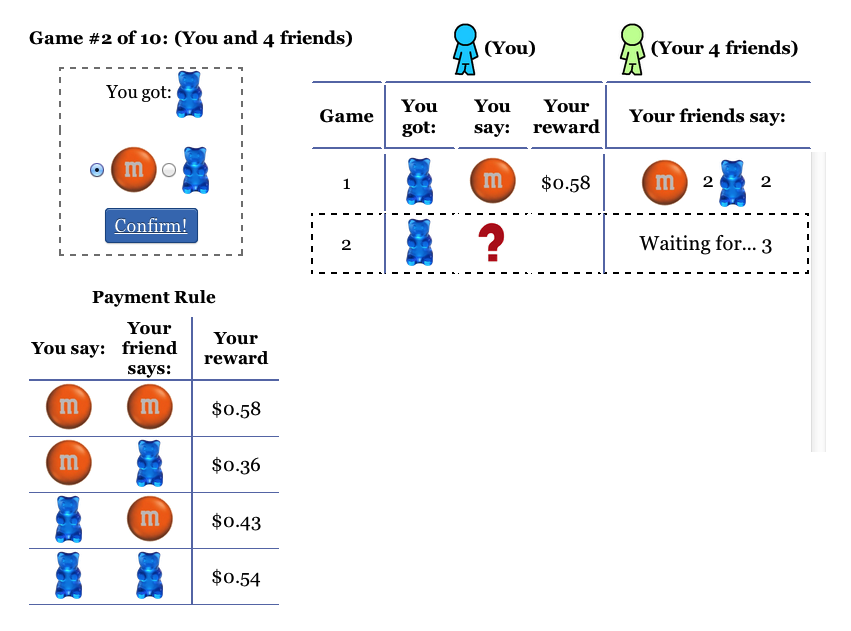 Game #2 of 10: (You and 4 friends)
(You)
(Your 4 friends)
You got:
m
Confirm!
Game
You got:
You say:
Your reward
Your friends say:
1
m
$0.58
m 2 2
2
?
Waiting for... 3
Payment Rule
You say:
Your friend says:
Your reward
m m $0.58
m $0.36
m $0.43
$0.54